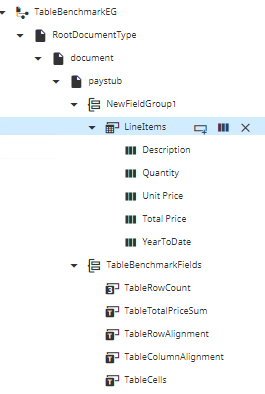 TableBenchmarkEG
RootDocumentType
document
paystub
NewFieldGroup1
LineItems
Description
Quantity
Unit Price
Total Price
YearToDate
TableBenchmarkFields
3 TableRowCount
T TableTotalPriceSum
T TableRowAlignment
T TableColumnAlignment
T TableCells